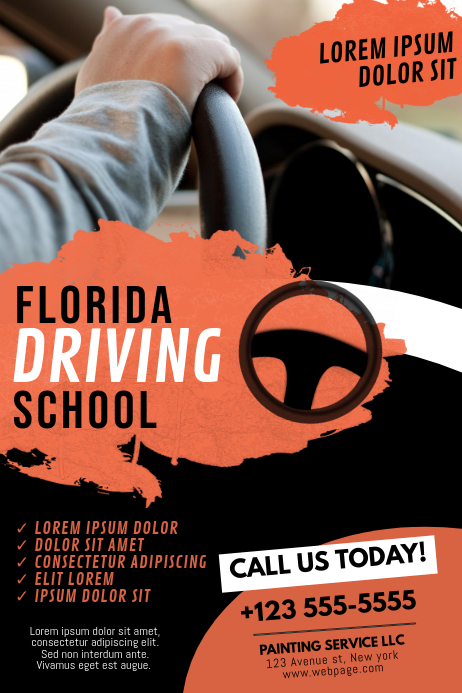 LOREM IPSUM
DOLOR SIT
FLORIDA
DRIVING
SCHOOL
✓ LOREM IPSUM DOLOR
✓ DOLOR SIT AMET
✓ CONSECTETUR ADIPISCING
✓ ELIT LOREM
✓ IPSUM DOLOR SIT
Lorem ipsum dolor sit amet,
consectetur adipiscing elit.
Sed non interdum ante.
Vivamus eget est augue.
CALL US TODAY!
+123 555-5555
PAINTING SERVICE LLC
123 Avenue st, New york
www.webpage.com